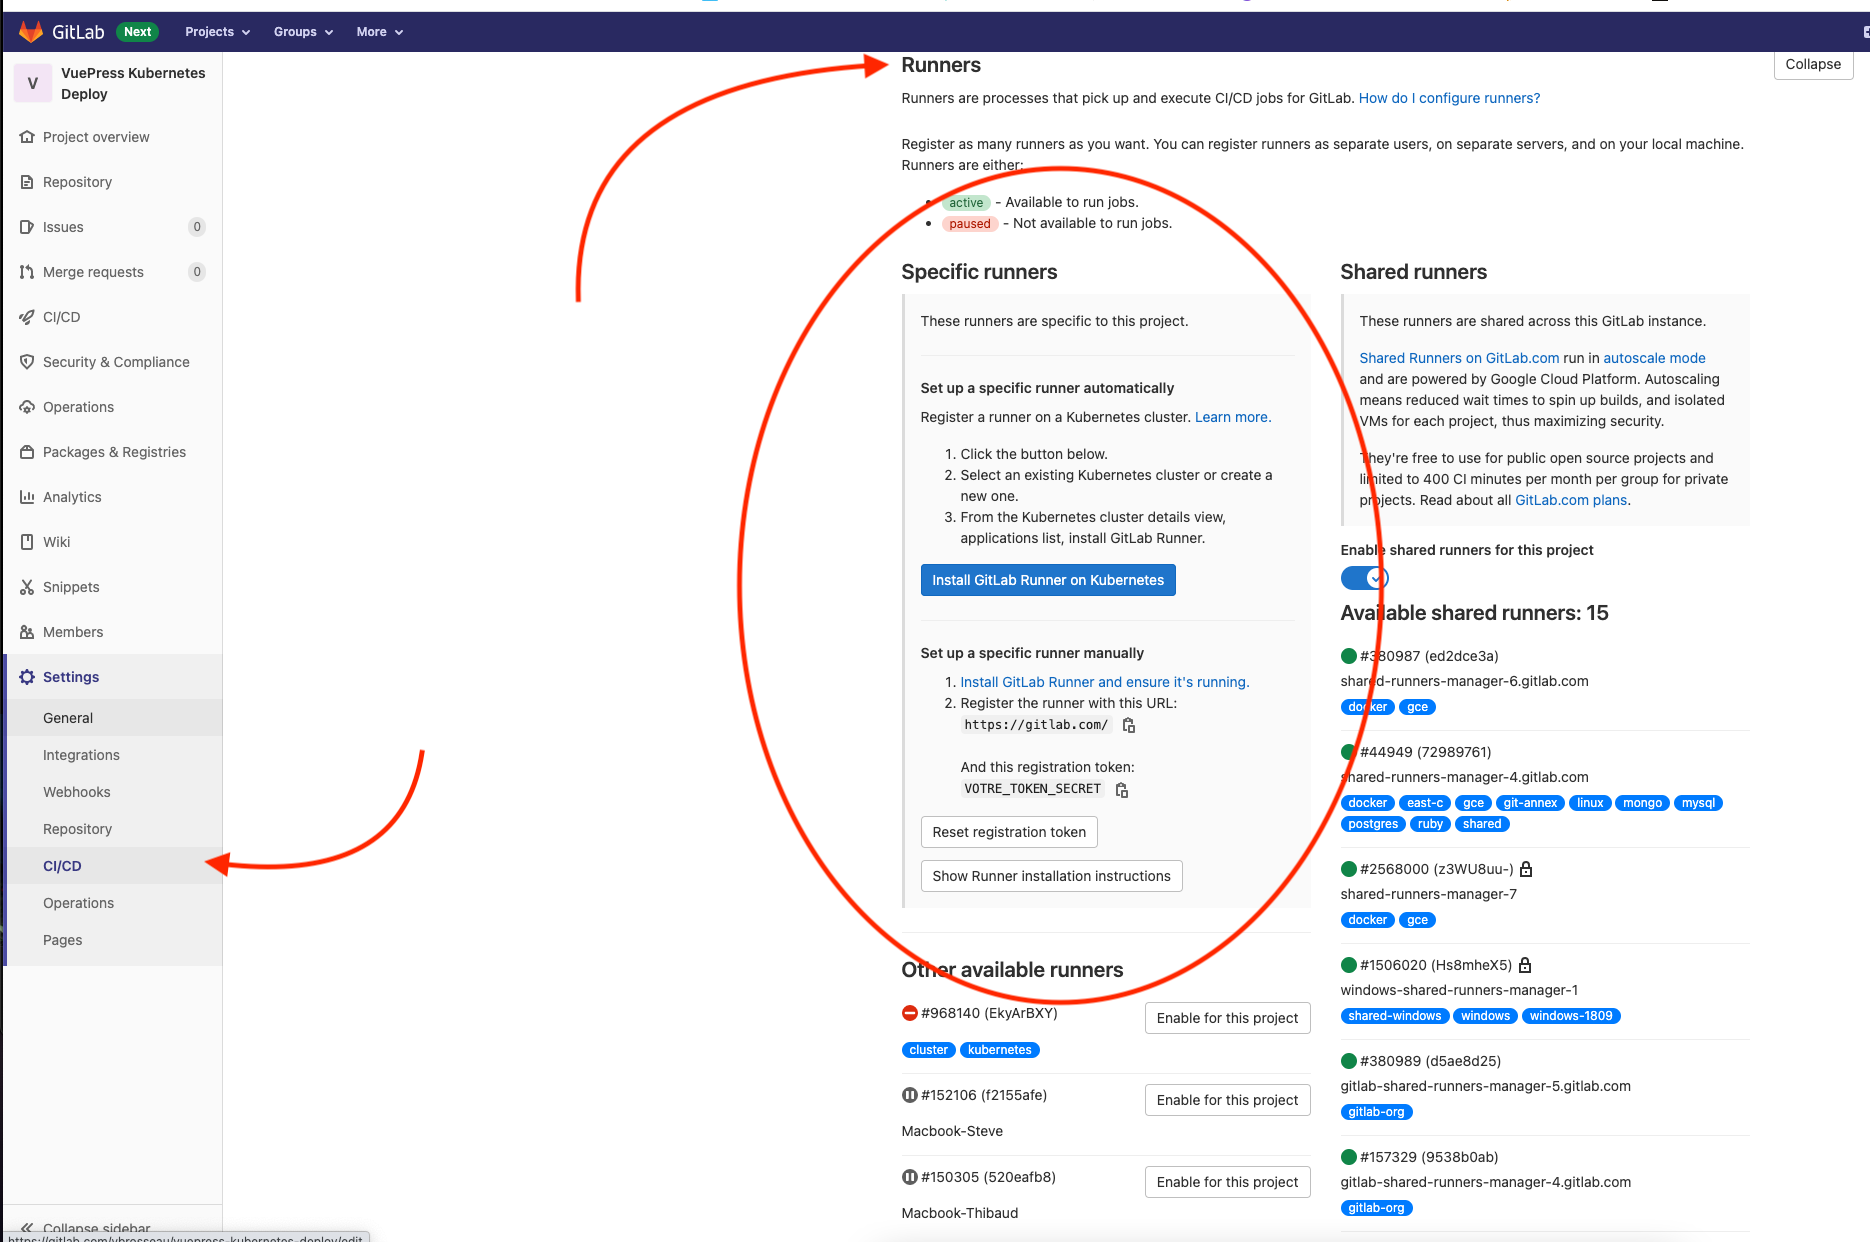 GitLab Next Projects Groups More
VuePress Kubernetes
Deploy
Project overview
Repository
Issues 0
Merge requests 0
CI/CD
Security & Compliance
Operations
Packages & Registries
Analytics
Wiki
Snippets
Members
Settings
General
Integrations
Webhooks
Repository
CI/CD
Operations
Pages
Collapse sidebar
https://gitlab.com/ybrosseau/vuepress-kubernetes-deploy/edit
V
Runners
Collapse
Runners are processes that pick up and execute CI/CD jobs for GitLab. How do I configure runners?
Register as many runners as you want. You can register runners as separate users, on separate servers, and on your local machine.
Runners are either:
active - Available to run jobs.
paused - Not available to run jobs.
Specific runners
These runners are specific to this project.
Set up a specific runner automatically
Register a runner on a Kubernetes cluster. Learn more.
1. Click the button below.
2. Select an existing Kubernetes cluster or create a
new one.
3. From the Kubernetes cluster details view,
applications list, install GitLab Runner.
Install GitLab Runner on Kubernetes
Set up a specific runner manually
1. Install GitLab Runner and ensure it's running.
2. Register the runner with this URL:
https://gitlab.com/
And this registration token:
VOTRE_TOKEN_SECRET
Reset registration token
Show Runner installation instructions
Other available runners
#968140 (EkyArBXY)
Enable for this project
cluster kubernetes
#152106 (f2155afe)
Enable for this project
Macbook-Steve
#150305 (520eafb8)
Enable for this project
Macbook-Thibaud
Shared runners
These runners are shared across this GitLab instance.
Shared Runners on GitLab.com run in autoscale mode
and are powered by Google Cloud Platform. Autoscaling
means reduced wait times to spin up builds, and isolated
VMs for each project, thus maximizing security.
They're free to use for public open source projects and
limited to 400 CI minutes per month per group for private
projects. Read about all GitLab.com plans.
Enable shared runners for this project
Available shared runners: 15
#380987 (ed2dce3a)
shared-runners-manager-6.gitlab.com
docker gce
#44949 (72989761)
shared-runners-manager-4.gitlab.com
docker east-c gce git-annex linux mongo mysql
postgres ruby shared
#2568000 (z3WU8uu-)
shared-runners-manager-7
docker gce
#1506020 (Hs8mheX5)
windows-shared-runners-manager-1
shared-windows windows windows-1809
#380989 (d5ae8d25)
gitlab-shared-runners-manager-5.gitlab.com
gitlab-org
#157329 (9538b0ab)
gitlab-shared-runners-manager-4.gitlab.com
gitlab-org